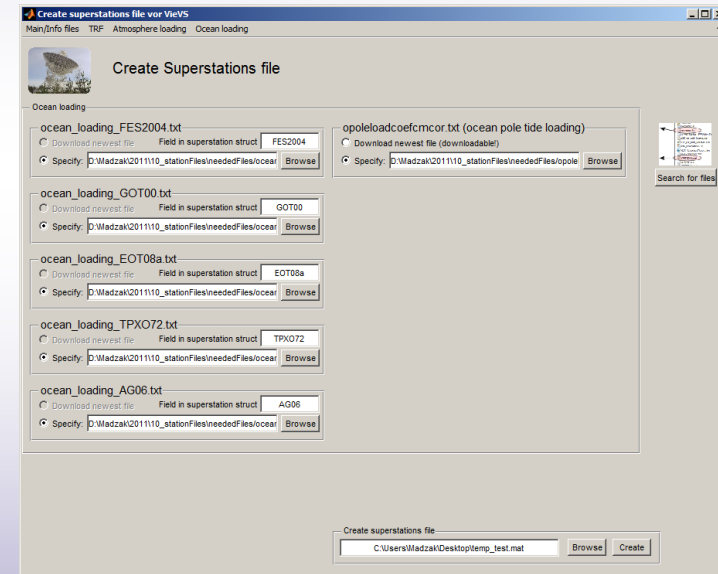 Create superstations file vor VieVS
Main/Info files TRF Atmosphere loading Ocean loading
Create Superstations file
Ocean loading
ocean_loading_FES2004.txt
Download newest file Field in superstation struct FES2004
Specify: D:\Madzak\2011\10_stationFiles\neededFiles/ocear Browse
opoleloadcoefcmcor.txt (ocean pole tide loading)
Download newest file (downloadable!)
Specify: D:\Madzak\2011\10_stationFiles\neededFiles/opole Browse
Search for files
ocean_loading_GOT00.txt
Download newest file Field in superstation struct GOT00
Specify: D:\Madzak\2011\10_stationFiles\neededFiles/ocear Browse
ocean_loading_EOT08a.txt
Download newest file Field in superstation struct EOT08a
Specify: D:\Madzak\2011\10_stationFiles\neededFiles/ocear Browse
ocean_loading_TPXO72.txt
Download newest file Field in superstation struct TPXO72
Specify: D:\Madzak\2011\10_stationFiles\neededFiles/ocear Browse
ocean_loading_AG06.txt
Download newest file Field in superstation struct AG06
Specify: D:\Madzak\2011\10_stationFiles\neededFiles/ocear Browse
Create superstations file
C:\Users\Madzak\Desktop\temp_test.mat Browse Create